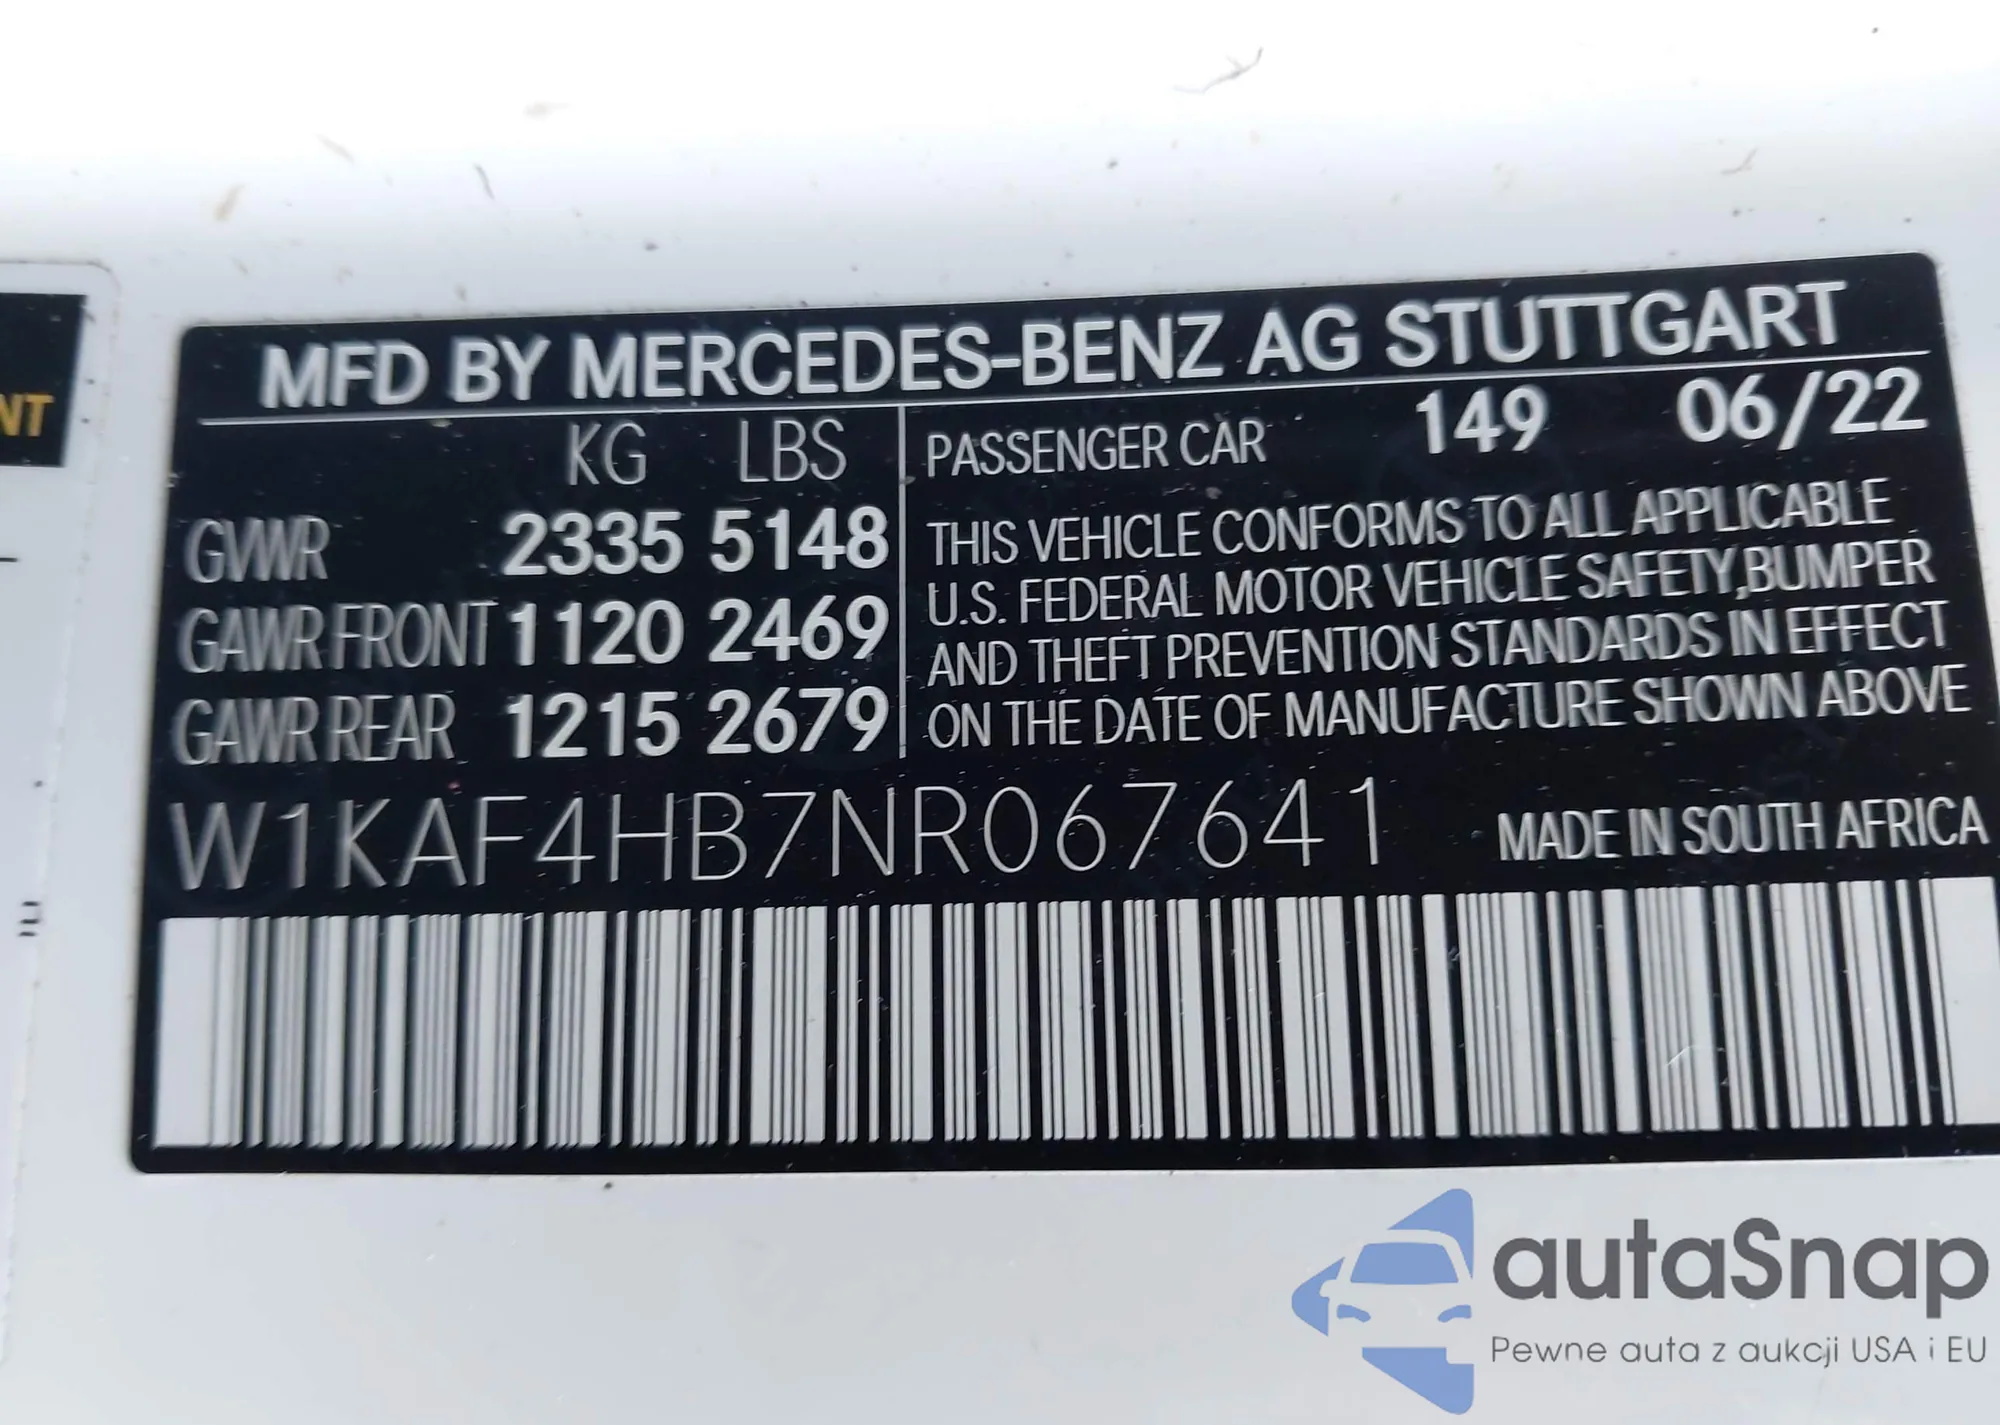 NT
MFD BY MERCEDES-BENZ AG STUTTGART
KG LBS
GVWR 2335 5148
GAWR FRONT 1120 2469
GAWR REAR 1215 2679
PASSENGER CAR 149 06/22
THIS VEHICLE CONFORMS TO ALL APPLICABLE
U.S. FEDERAL MOTOR VEHICLE SAFETY,BUMPER
AND THEFT PREVENTION STANDARDS IN EFFECT
ON THE DATE OF MANUFACTURE SHOWN ABOVE
W1KAF4HB7NR067641 MADE IN SOUTH AFRICA
autaSnap
Pewne auta z aukcji USA i EU